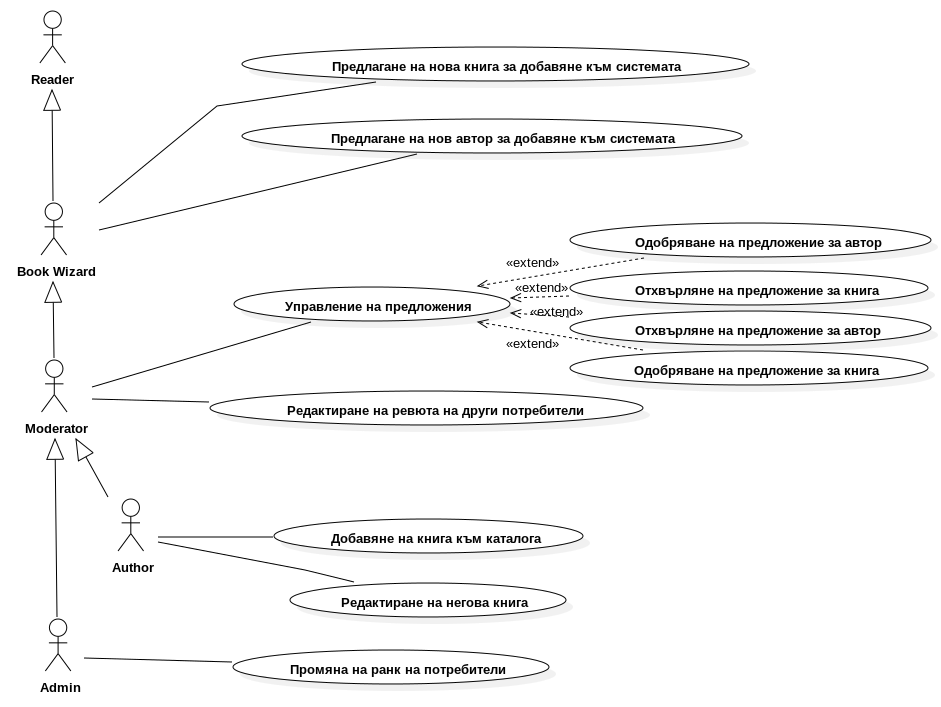 Reader
Предлагане на нова книга за добавяне към системата
Предлагане на нов автор за добавяне към системата
Book Wizard
Одобряване на предложение за автор
«extend»
Отхвърляне на предложение за книга
«extend»
Управление на предложения
«extend»
Отхвърляне на предложение за автор
«extend»
Одобряване на предложение за книга
Редактиране на ревюта на други потребители
Moderator
Добавяне на книга към каталога
Author
Редактиране на негова книга
Промяна на ранк на потребители
Admin